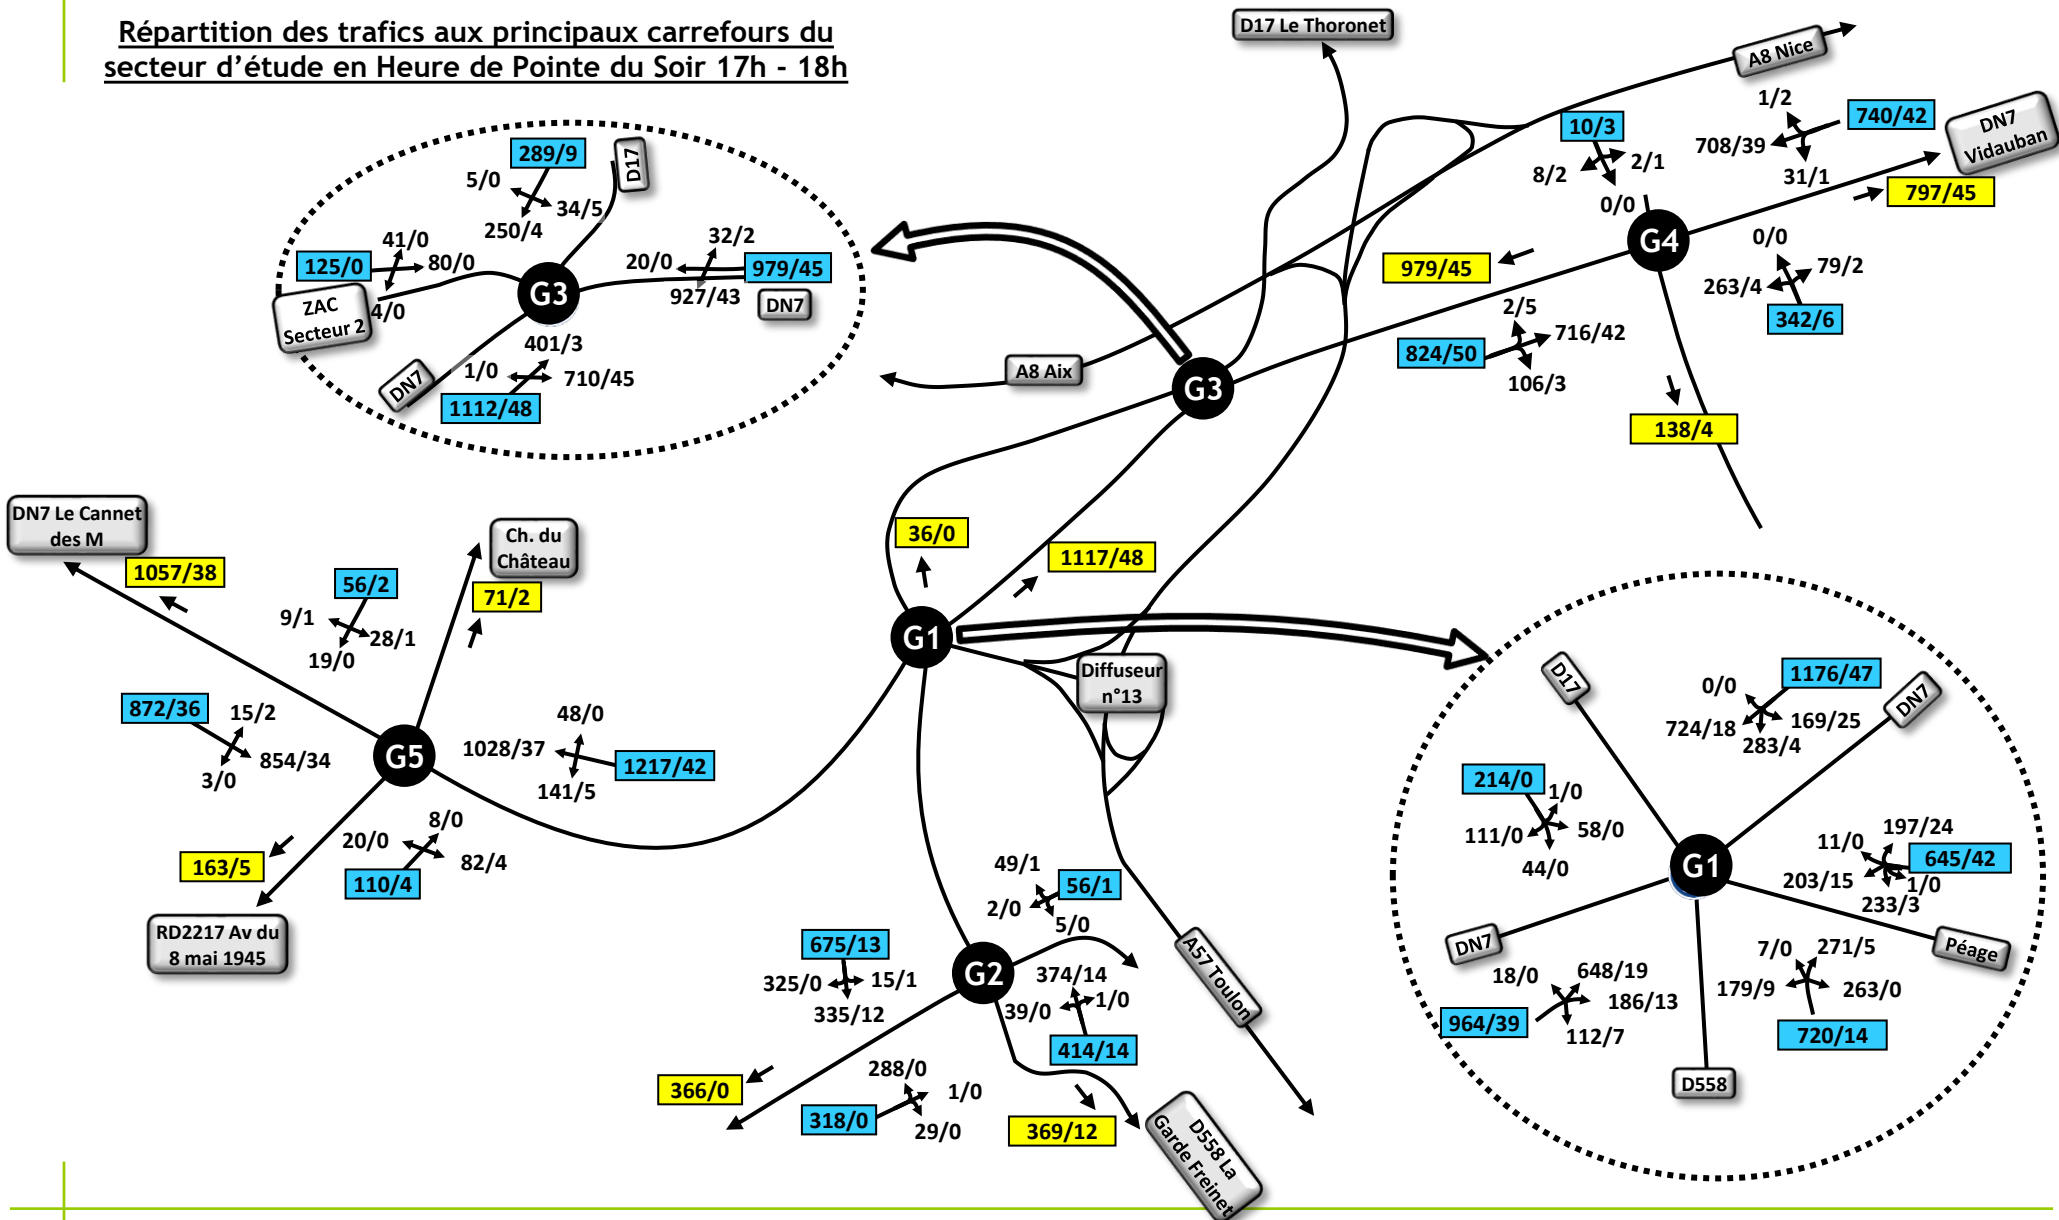 Répartition des trafics aux principaux carrefours du
secteur d'étude en Heure de Pointe du Soir 17h - 18h
D17 Le Thoronet
A8 Nice
DN7
Vidauban
10/3
8/2
2/1
0/0
1/2
740/42
708/39
31/1
797/45
G4
0/0
79/2
263/4
342/6
979/45
2/5
716/42
824/50
106/3
138/4
289/9
D17
5/0
34/5
250/4
41/0
125/0
80/0
4/0
ZAC
Secteur 2
G3
32/2
20/0
979/45
927/43
DN7
401/3
1/0
710/45
DN7
1112/48
A8 Aix
G3
36/0
1117/48
G1
Diffuseur
n°13
DN7 Le Cannet
des M
1057/38
Ch. du
Château
71/2
56/2
9/1
28/1
19/0
872/36
15/2
854/34
3/0
G5
48/0
1028/37
1217/42
141/5
8/0
20/0
82/4
110/4
163/5
RD2217 Av du
8 mai 1945
49/1
56/1
2/0
5/0
675/13
325/0
15/1
335/12
G2
374/14
39/0
1/0
414/14
366/0
288/0
1/0
318/0
29/0
369/12
D558 La
Garde Freinet
A57 Toulon
D17
0/0
1176/47
724/18
169/25
283/4
DN7
214/0
1/0
111/0
58/0
44/0
G1
11/0
197/24
645/42
203/15
1/0
233/3
DN7
Péage
18/0
648/19
186/13
964/39
112/7
7/0
271/5
179/9
263/0
720/14
D558